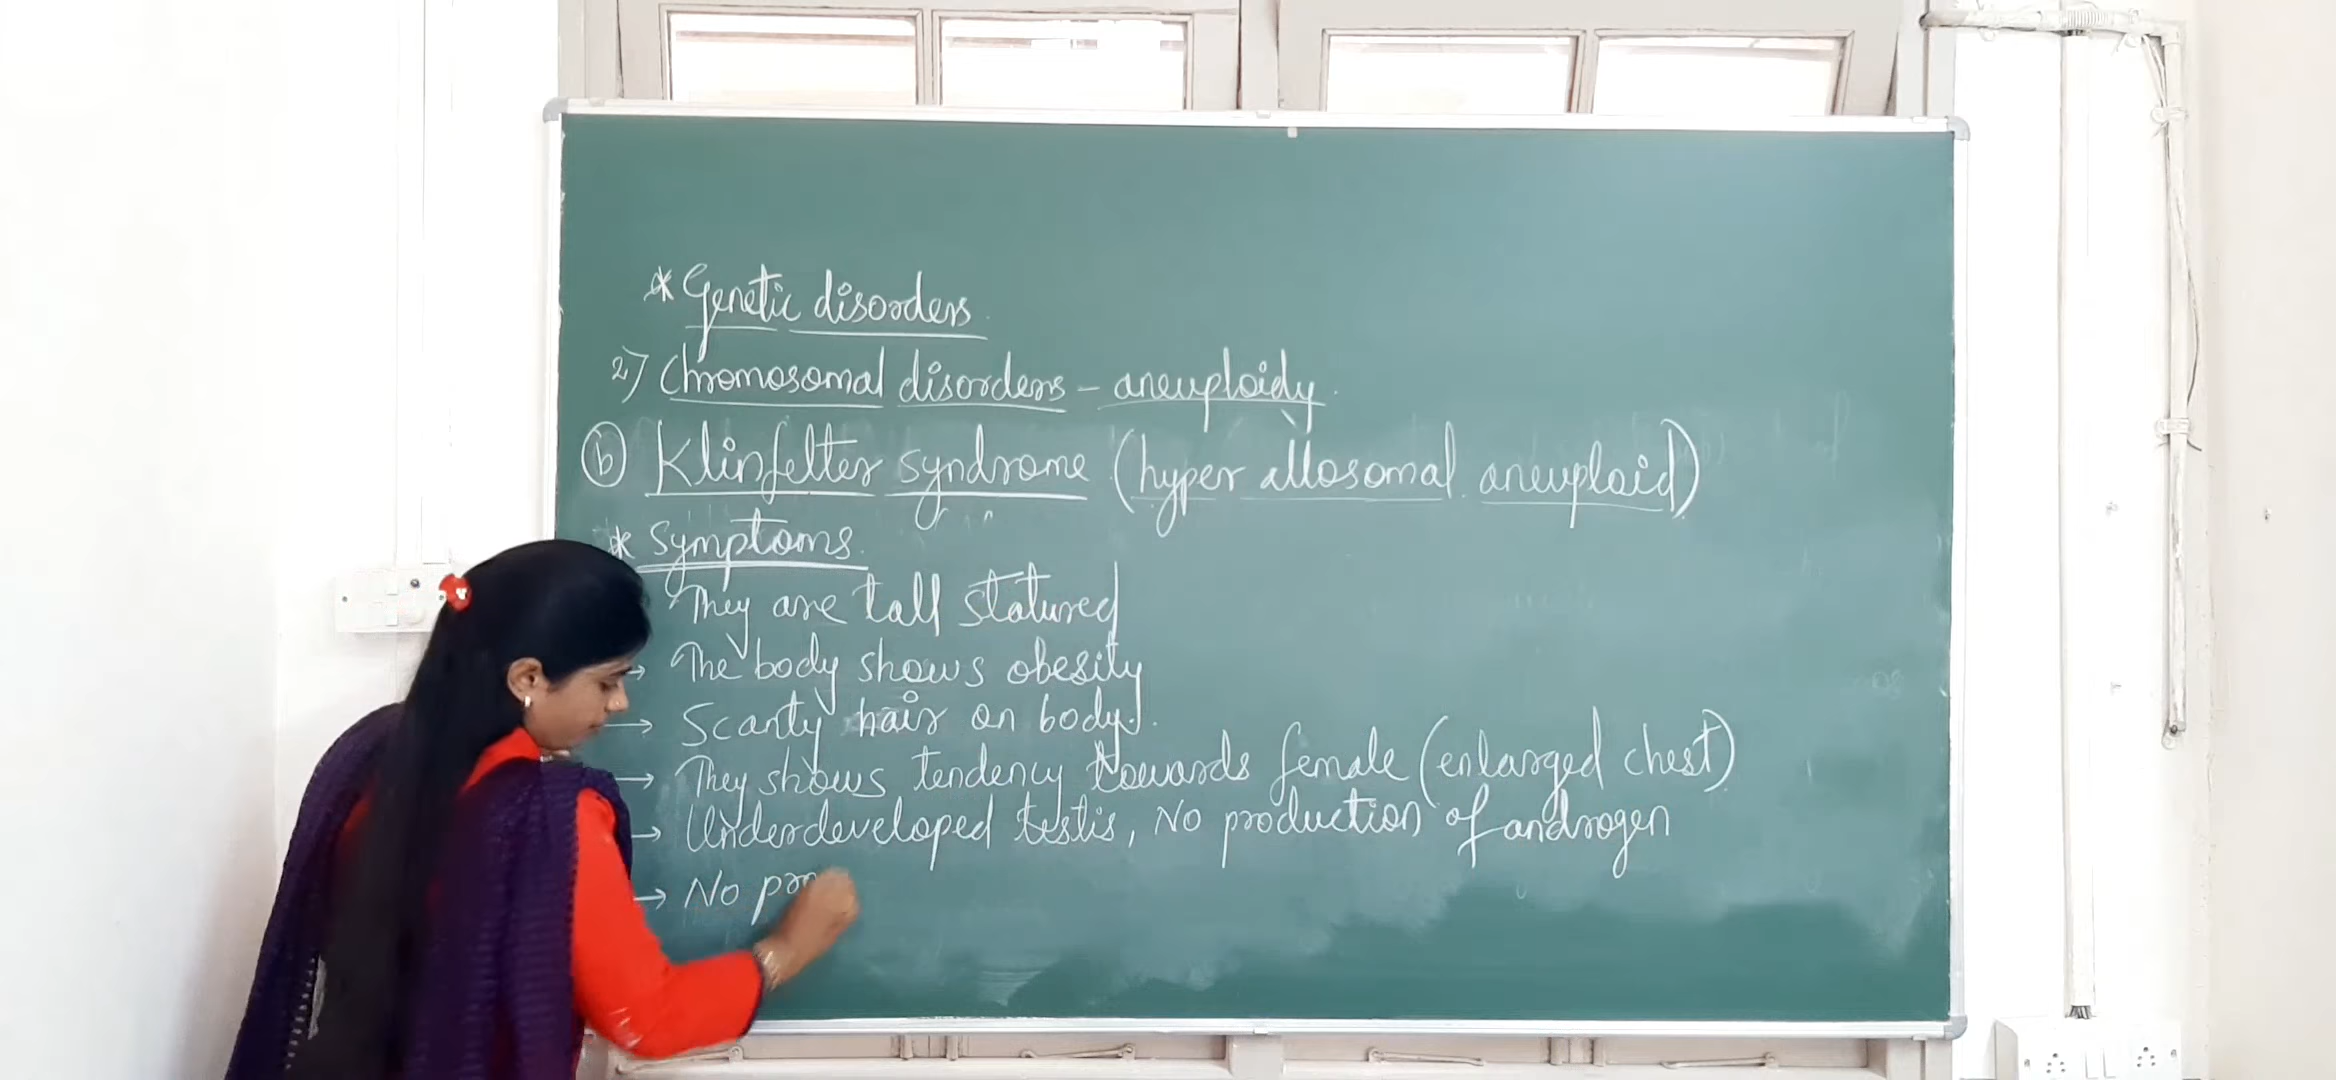 * Genetic disorders.
2) Chromosomal disorders - aneuploidy.
b Klinfelter syndrome (hyper allosomal aneuploid)
* Symptoms.
They are tall statured
→ The body shows obesity
→ Scanty hair on body.
→ They shows tendency towards female (enlarged chest)
→ Underdeveloped testis, No production of androgen
→ No pro